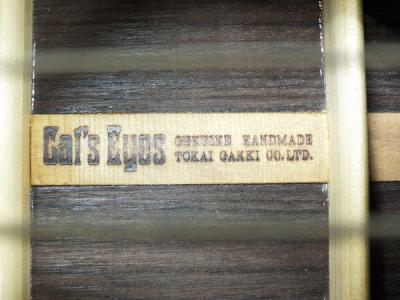 Cat's Eyes
GENUINE HANDMADE
TOKAI GAKKI CO. LTD.